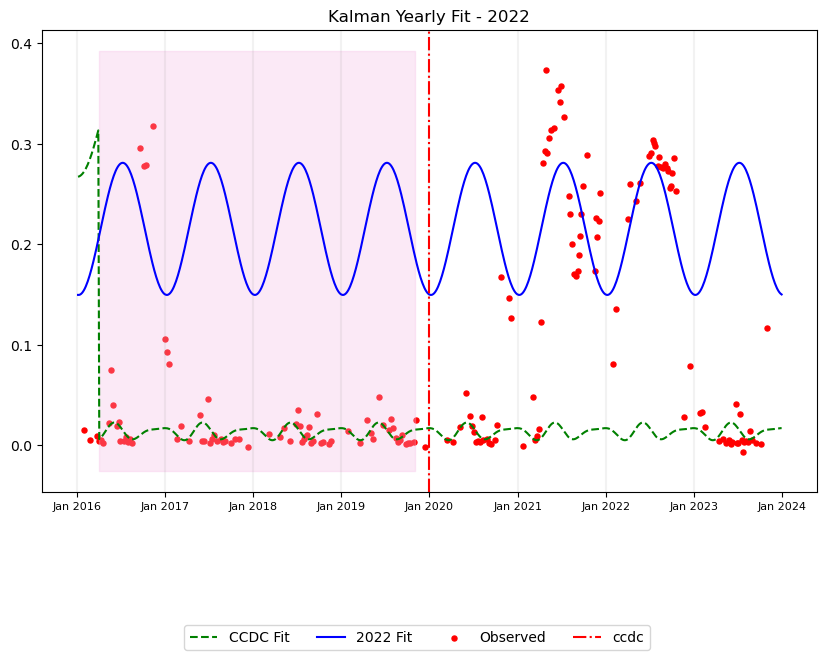 Kalman Yearly Fit - 2022
0.4
0.3
0.2
0.1
0.0
Jan 2016 Jan 2017 Jan 2018 Jan 2019 Jan 2020 Jan 2021 Jan 2022 Jan 2023 Jan 2024
CCDC Fit 2022 Fit Observed ccdc